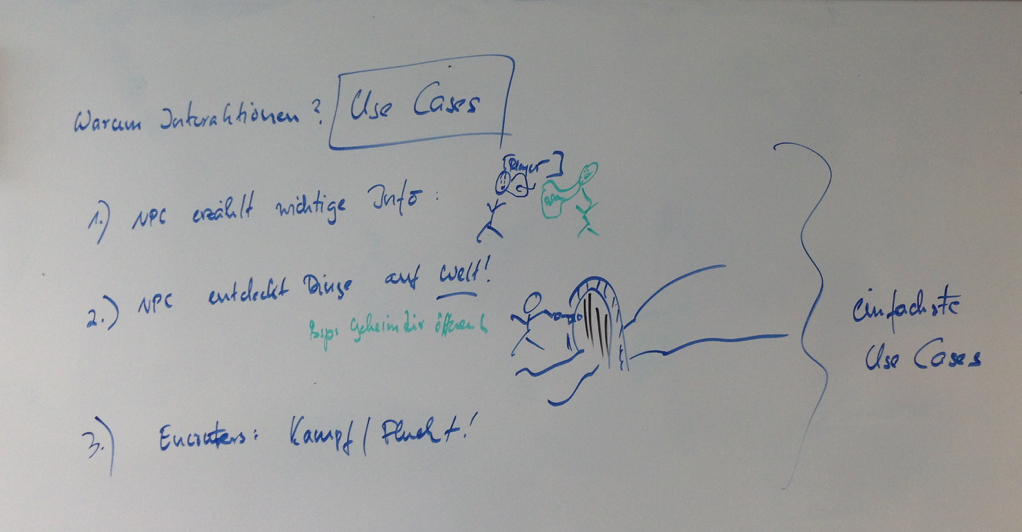 Warum Interaktionen? Use Cases
[Player]
1.) NPC erzählt wichtige Info:
2.) NPC entdeckt Dinge auf Welt!
Bsp: Geheimtür öffnen
einfachste
Use Cases
3.) Encounters: Kampf / Flucht!